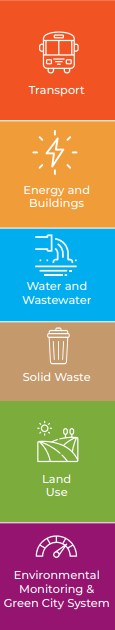 Transport
Energy and
Buildings
Water and
Wastewater
Solid Waste
Land
Use
Environmental
Monitoring &
Green City System